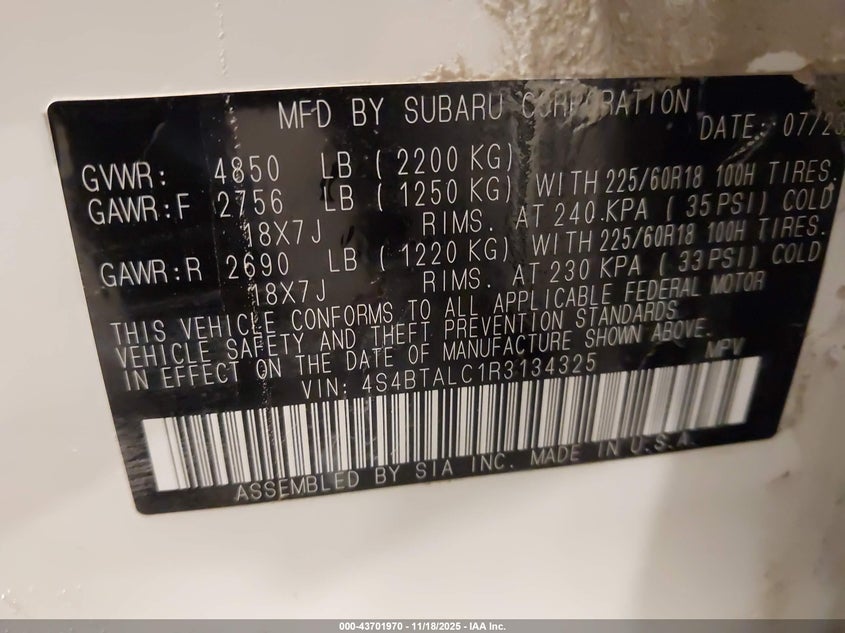 MFD BY SUBARU CORPORATION
DATE: 07/23
GVWR: 4850 LB ( 2200 KG)
GAWR:F 2756 LB ( 1250 KG) WITH 225/60R18 100H TIRES.
18X7J RIMS. AT 240.KPA ( 35 PSI) COLD
GAWR:R 2690 LB ( 1220 KG) WITH 225/60R18 100H TIRES.
18X7J RIMS. AT 230 KPA ( 33 PSI) COLD
THIS VEHICLE CONFORMS TO ALL APPLICABLE FEDERAL MOTOR
VEHICLE SAFETY AND THEFT PREVENTION STANDARDS
IN EFFECT ON THE DATE OF MANUFACTURE SHOWN ABOVE.
VIN: 4S4BTALC1R3134325 NPV
ASSEMBLED BY SIA INC. MADE IN U.S.A.
000-43701970 • 11/18/2025 - IAA Inc.